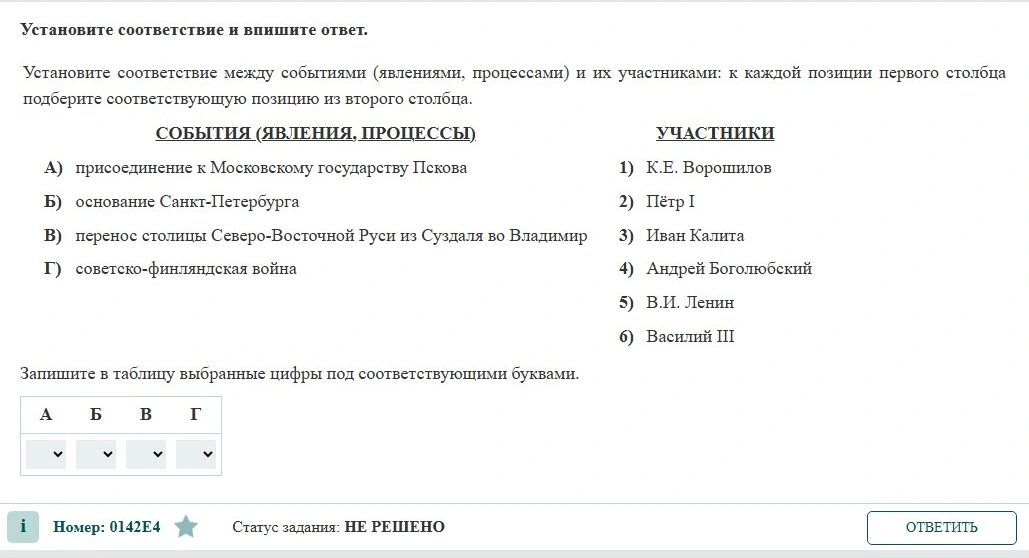 Установите соответствие и впишите ответ.
Установите соответствие между событиями (явлениями, процессами) и их участниками: к каждой позиции первого столбца
подберите соответствующую позицию из второго столбца.
СОБЫТИЯ (ЯВЛЕНИЯ, ПРОЦЕССЫ) УЧАСТНИКИ
А) присоединение к Московскому государству Пскова 1) К.Е. Ворошилов
Б) основание Санкт-Петербурга 2) Пётр I
В) перенос столицы Северо-Восточной Руси из Суздаля во Владимир 3) Иван Калита
Г) советско-финляндская война 4) Андрей Боголюбский
5) В.И. Ленин
6) Василий III
Запишите в таблицу выбранные цифры под соответствующими буквами.
А Б В Г
i Номер: 0142E4 Статус задания: НЕ РЕШЕНО ОТВЕТИТЬ